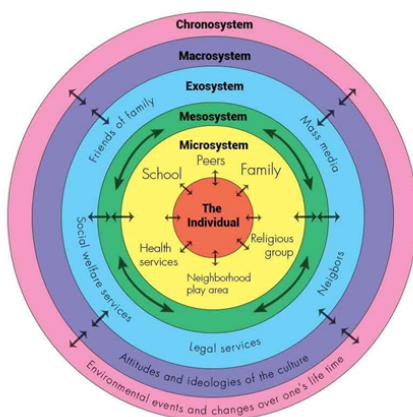 Chronosystem
Macrosystem
Exosystem
Friends of family
Mass media
Mesosystem
Microsystem
Peers
School
Family
The
Individual
Health
services
Religious
group
Neighborhood
play area
Social welfare services
Neigbors
Legal services
Attitudes and ideologies of the culture
Environmental events and changes over one's life time